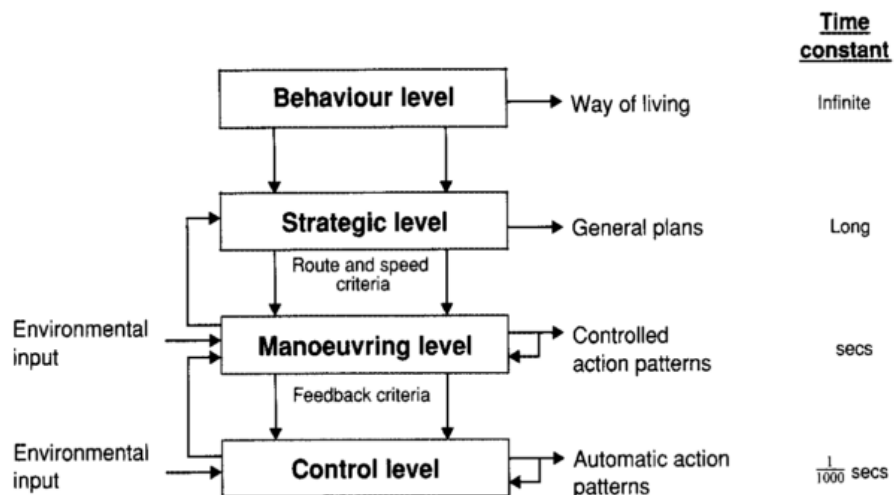 Time
constant
Behaviour level
Way of living
Infinite
Strategic level
General plans
Long
Route and speed
criteria
Environmental
input
Manoeuvring level
Controlled
action patterns
secs
Feedback criteria
Environmental
input
Control level
Automatic action
patterns
1/1000 secs